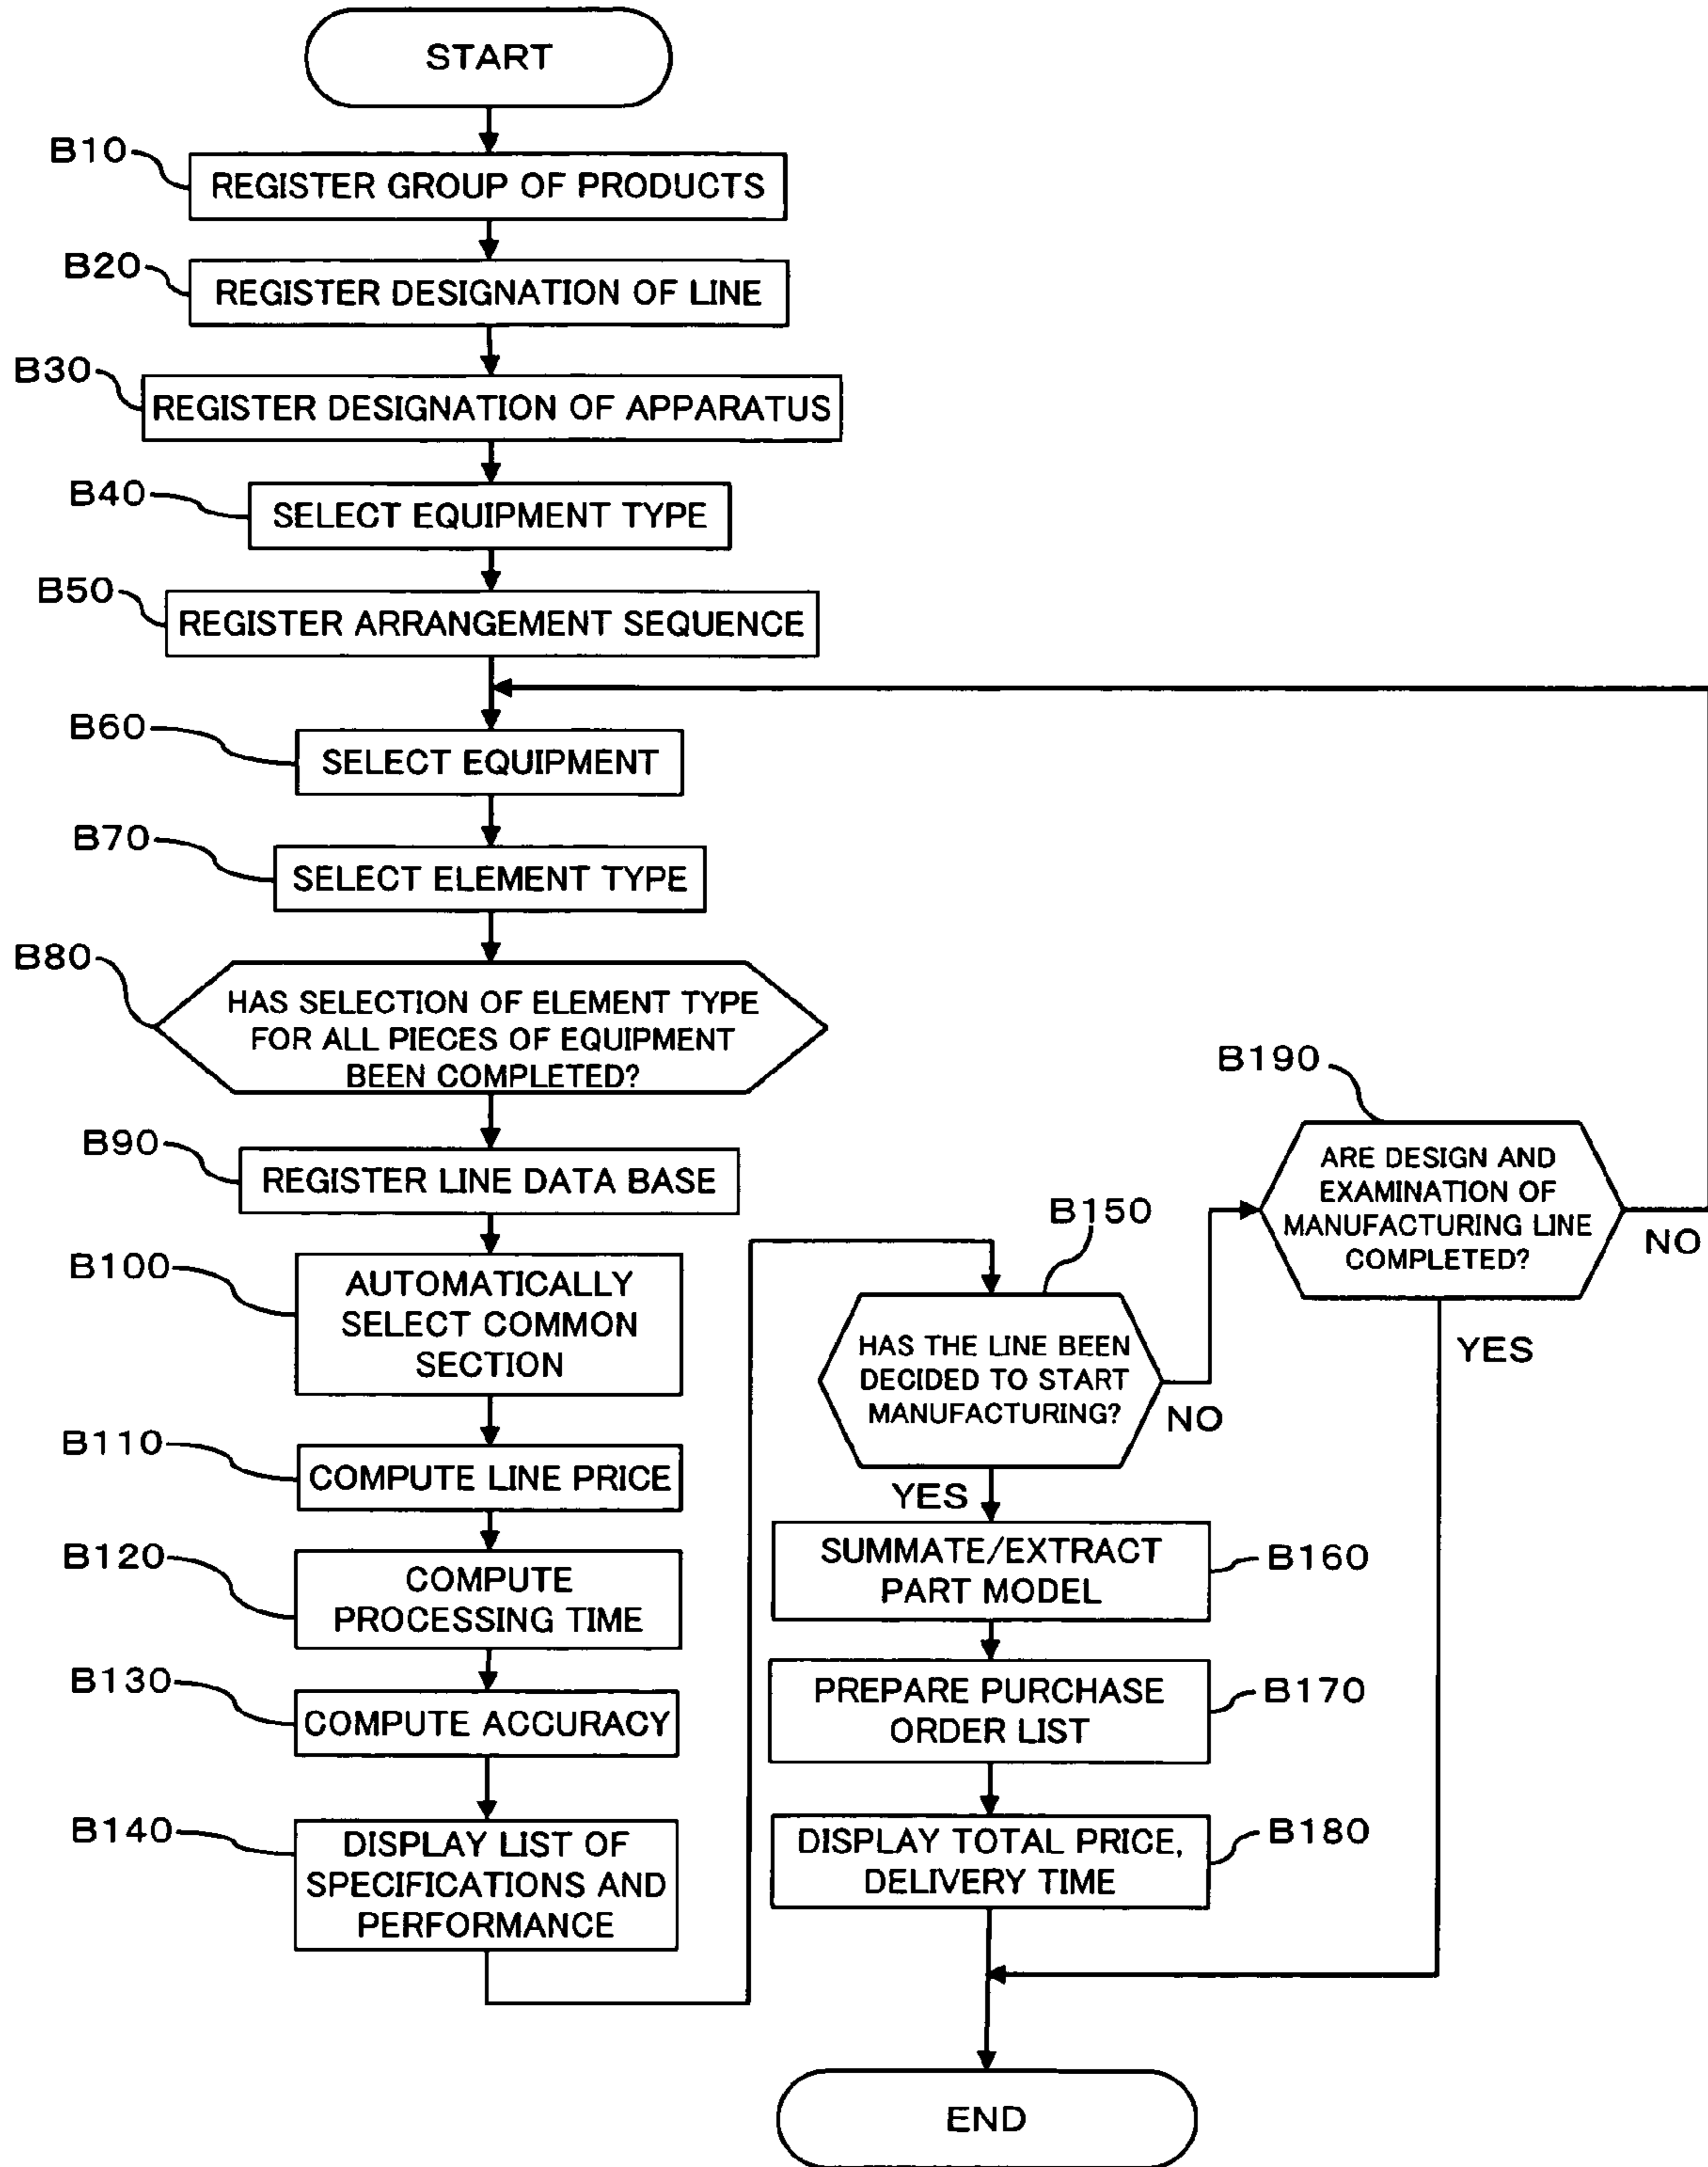 START
B10
REGISTER GROUP OF PRODUCTS
B20
REGISTER DESIGNATION OF LINE
B30
REGISTER DESIGNATION OF APPARATUS
B40
SELECT EQUIPMENT TYPE
B50
REGISTER ARRANGEMENT SEQUENCE
B60
SELECT EQUIPMENT
B70
SELECT ELEMENT TYPE
B80
HAS SELECTION OF ELEMENT TYPE
FOR ALL PIECES OF EQUIPMENT
BEEN COMPLETED?
B90
REGISTER LINE DATA BASE
B100
AUTOMATICALLY
SELECT COMMON
SECTION
B110
COMPUTE LINE PRICE
B120
COMPUTE
PROCESSING TIME
B130
COMPUTE ACCURACY
B140
DISPLAY LIST OF
SPECIFICATIONS AND
PERFORMANCE
B150
HAS THE LINE BEEN
DECIDED TO START
MANUFACTURING?
NO
YES
SUMMATE/EXTRACT
PART MODEL
B160
PREPARE PURCHASE
ORDER LIST
B170
DISPLAY TOTAL PRICE,
DELIVERY TIME
B180
B190
ARE DESIGN AND
EXAMINATION OF
MANUFACTURING LINE
COMPLETED?
NO
YES
END